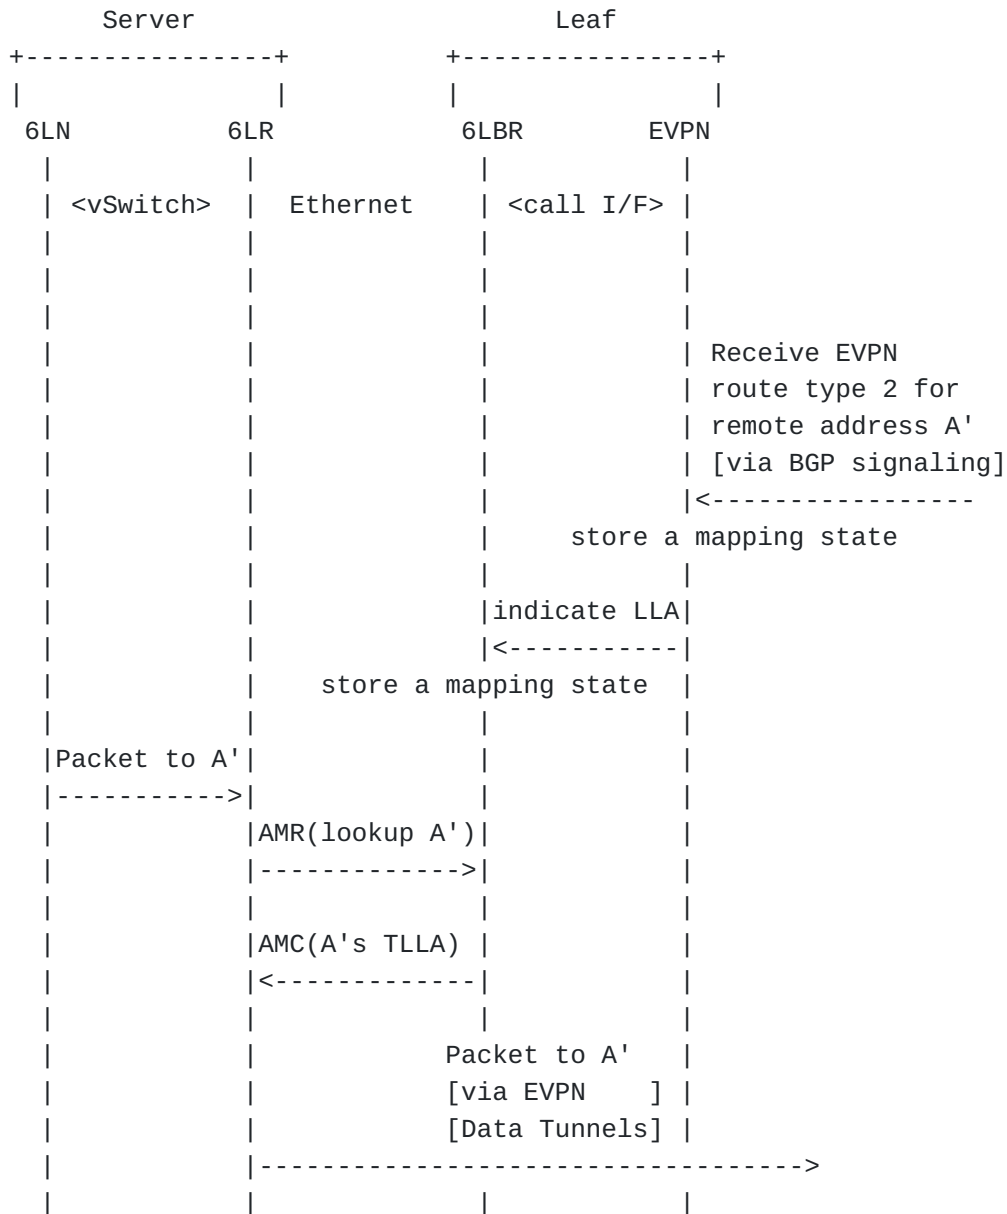 Server Leaf
+----------------+ +----------------+
| | | |
6LN 6LR 6LBR EVPN
| | | |
| <vSwitch> | Ethernet | <call I/F> |
| | | |
| | | |
| | | |
| | | | Receive EVPN
| | | | route type 2 for
| | | | remote address A'
| | | | [via BGP signaling]
| | | |<------------------
| | | store a mapping state
| | | |
| | |indicate LLA|
| | |<-----------|
| | store a mapping state |
| | | |
|Packet to A'| | |
|----------->| | |
| |AMR(lookup A')| |
| |------------->| |
| | | |
| |AMC(A's TLLA) | |
| |<-------------| |
| | | |
| | Packet to A' |
| | [via EVPN ] |
| | [Data Tunnels] |
| |----------------------------------->
| | | |